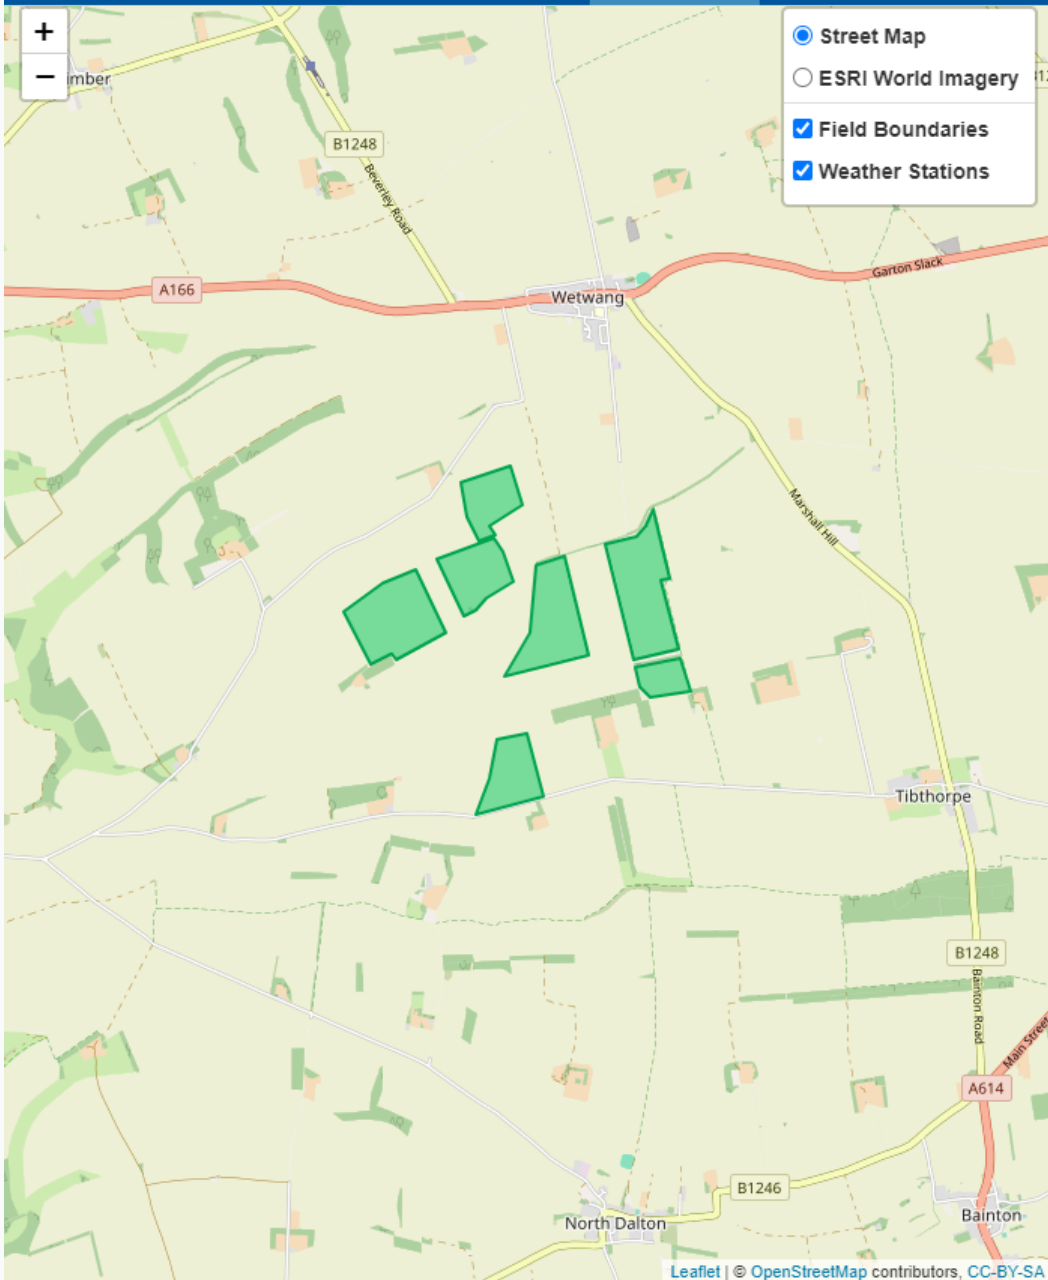 +
−
Street Map
ESRI World Imagery
Field Boundaries
Weather Stations
imber
B1248
Beverley Road
A166
Wetwang
Garton Slack
Marshall Hill
Tibthorpe
B1248
Bainton Road
Main Street
A614
B1246
North Dalton
Bainton
Leaflet | © OpenStreetMap contributors, CC-BY-SA